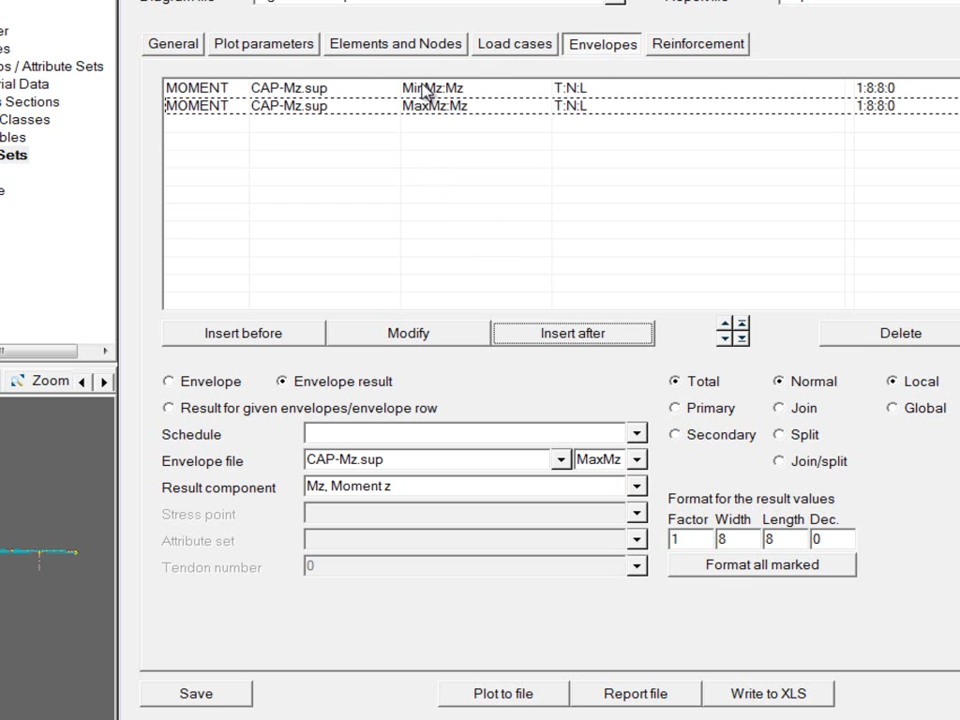 General Plot parameters Elements and Nodes Load cases Envelopes Reinforcement
s / Attribute Sets
rial Data
Sections
Classes
bles
Sets
MOMENT CAP-Mz.sup MinMz:Mz T:N:L 1:8:8:0
MOMENT CAP-Mz.sup MaxMz:Mz T:N:L 1:8:8:0
Insert before Modify Insert after Delete
Zoom
Envelope Envelope result Total Normal Local
Result for given envelopes/envelope row Primary Join Global
Schedule Secondary Split
Envelope file CAP-Mz.sup MaxMz Join/split
Result component Mz, Moment z Format for the result values
Stress point Factor Width Length Dec.
Attribute set 1 8 8 0
Tendon number 0 Format all marked
Save Plot to file Report file Write to XLS